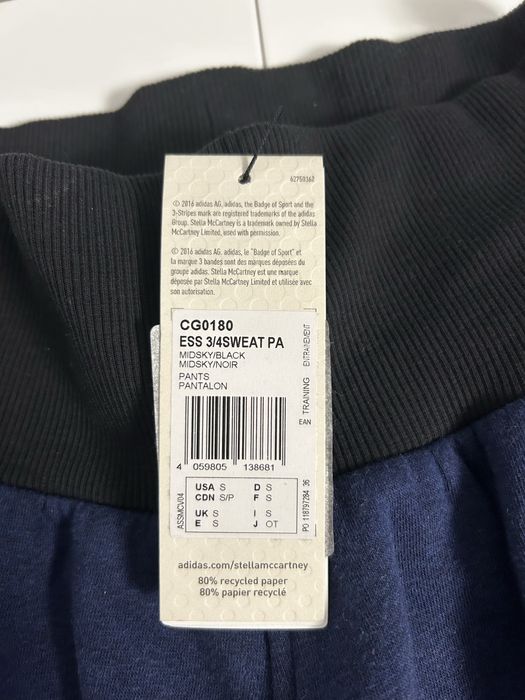 62750362
© 2016 adidas AG. adidas, the Badge of Sport and the
3-Stripes mark are registered trademarks of the adidas
Group. Stella McCartney is a trademark owned by Stella
McCartney Limited, used with permission.
© 2016 adidas AG. adidas, le "Badge of Sport" et
la marque 3 bandes sont des marques déposées du
groupe adidas. Stella McCartney est une marque
déposée par Stella McCartney Limited et utilisée avec
son autorisation.
CG0180
ESS 3/4SWEAT PA
MIDSKY/BLACK
MIDSKY/NOIR
PANTS
PANTALON
TRAINING ENTRAINEMENT
EAN
4 059805 138681
ASSMCV04
USA S D S
CDN S/P F S
UK S I S
E S J OT
PO 118797284 36
adidas.com/stellamccartney
80% recycled paper
80% papier recyclé